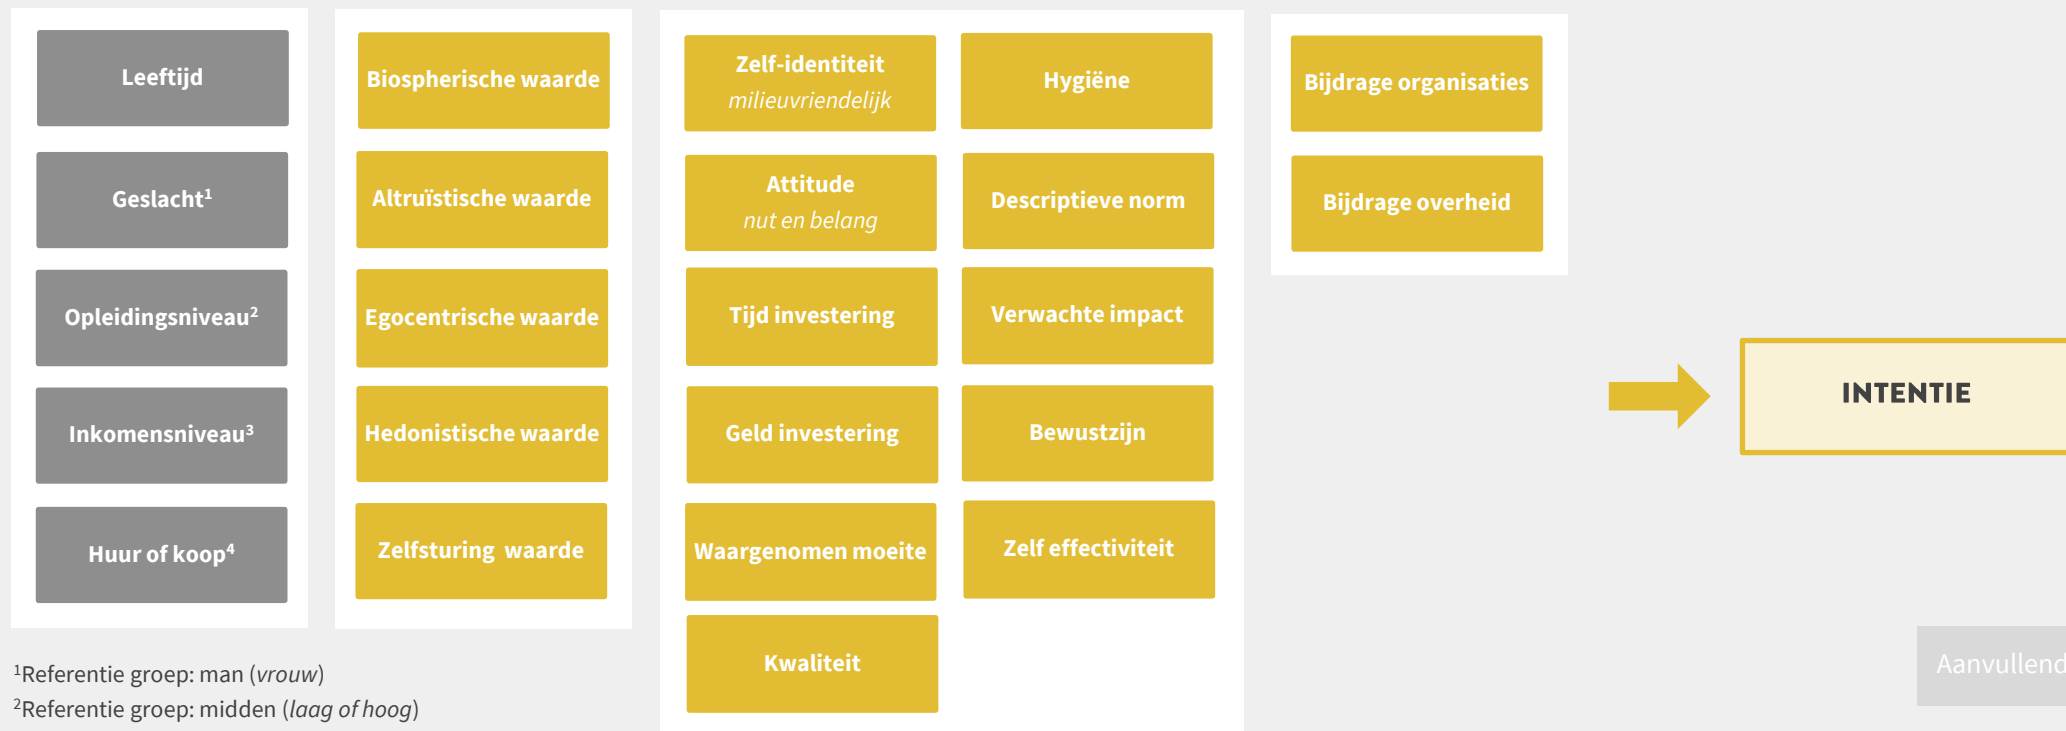 Leeftijd
Geslacht¹
Opleidingsniveau²
Inkomensniveau³
Huur of koop⁴
Biospherische waarde
Altruïstische waarde
Egocentrische waarde
Hedonistische waarde
Zelfsturing waarde
Zelf-identiteit
milieuvriendelijk
Attitude
nut en belang
Tijd investering
Geld investering
Waargenomen moeite
Kwaliteit
Hygiëne
Descriptieve norm
Verwachte impact
Bewustzijn
Zelf effectiviteit
Bijdrage organisaties
Bijdrage overheid
INTENTIE
Aanvullend
¹Referentie groep: man (vrouw)
²Referentie groep: midden (laag of hoog)